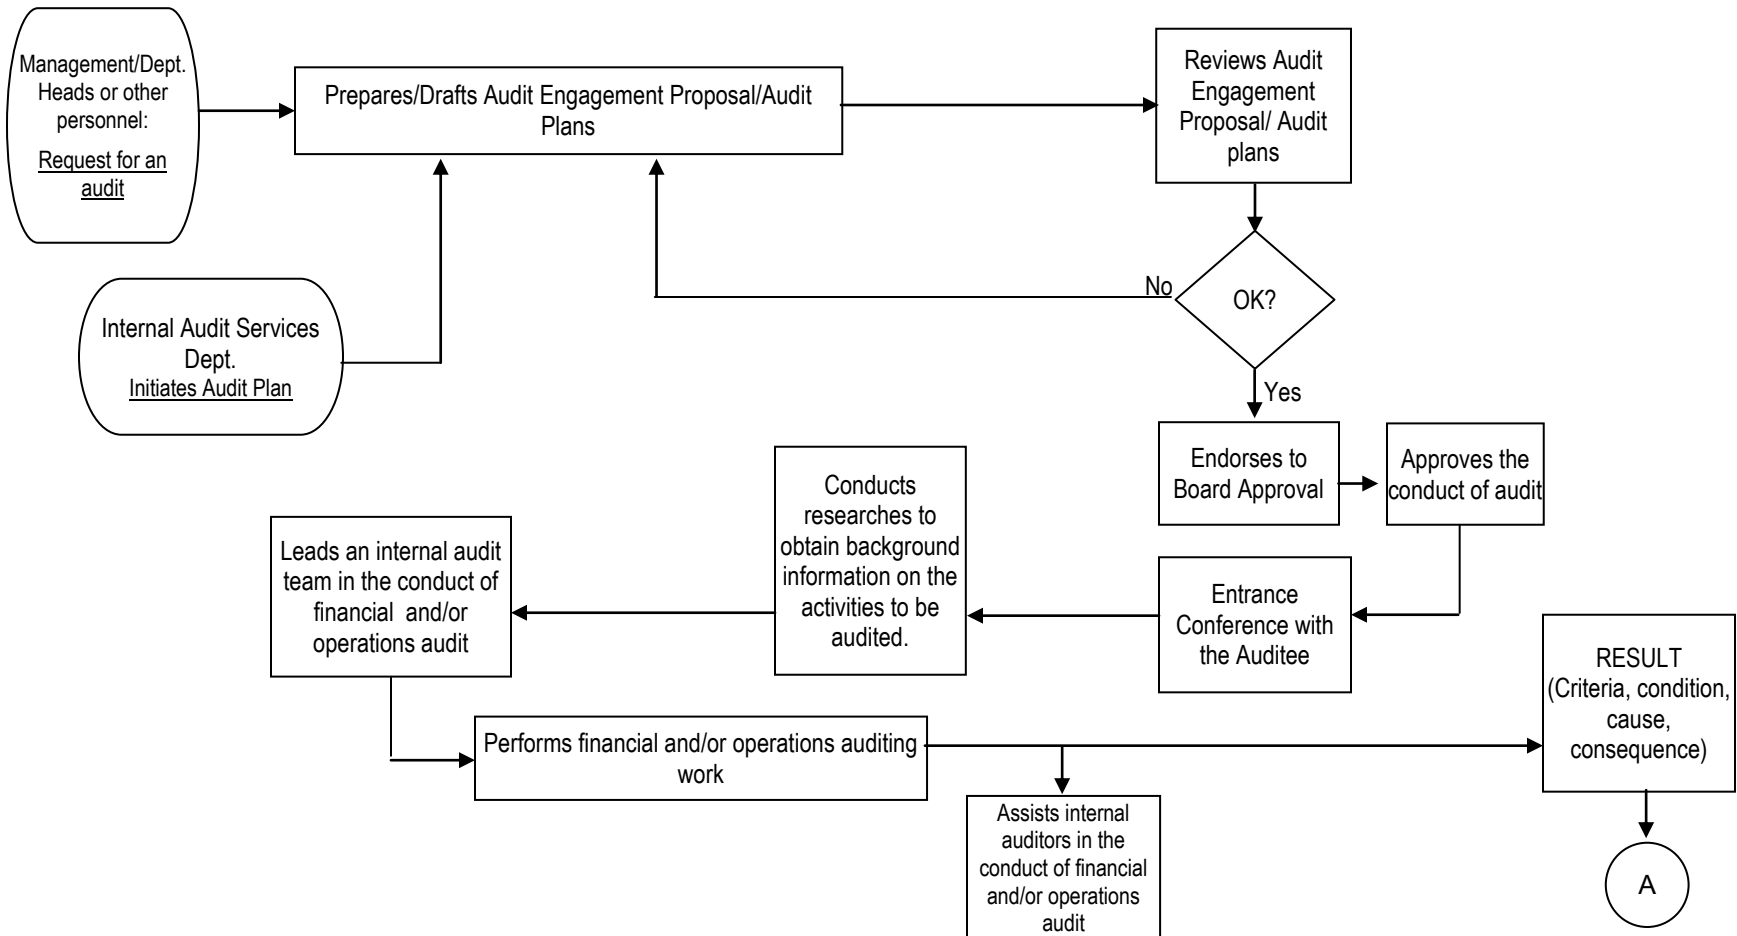 Management/Dept.
Heads or other
personnel:
Request for an
audit
Prepares/Drafts Audit Engagement Proposal/Audit
Plans
Reviews Audit
Engagement
Proposal/ Audit
plans
No
OK?
Internal Audit Services
Dept.
Initiates Audit Plan
Yes
Endorses to
Board Approval
Approves the
conduct of audit
Entrance
Conference with
the Auditee
Conducts
researches to
obtain background
information on the
activities to be
audited.
Leads an internal audit
team in the conduct of
financial and/or
operations audit
Performs financial and/or operations auditing
work
Assists internal
auditors in the
conduct of financial
and/or operations
audit
RESULT
(Criteria, condition,
cause,
consequence)
A